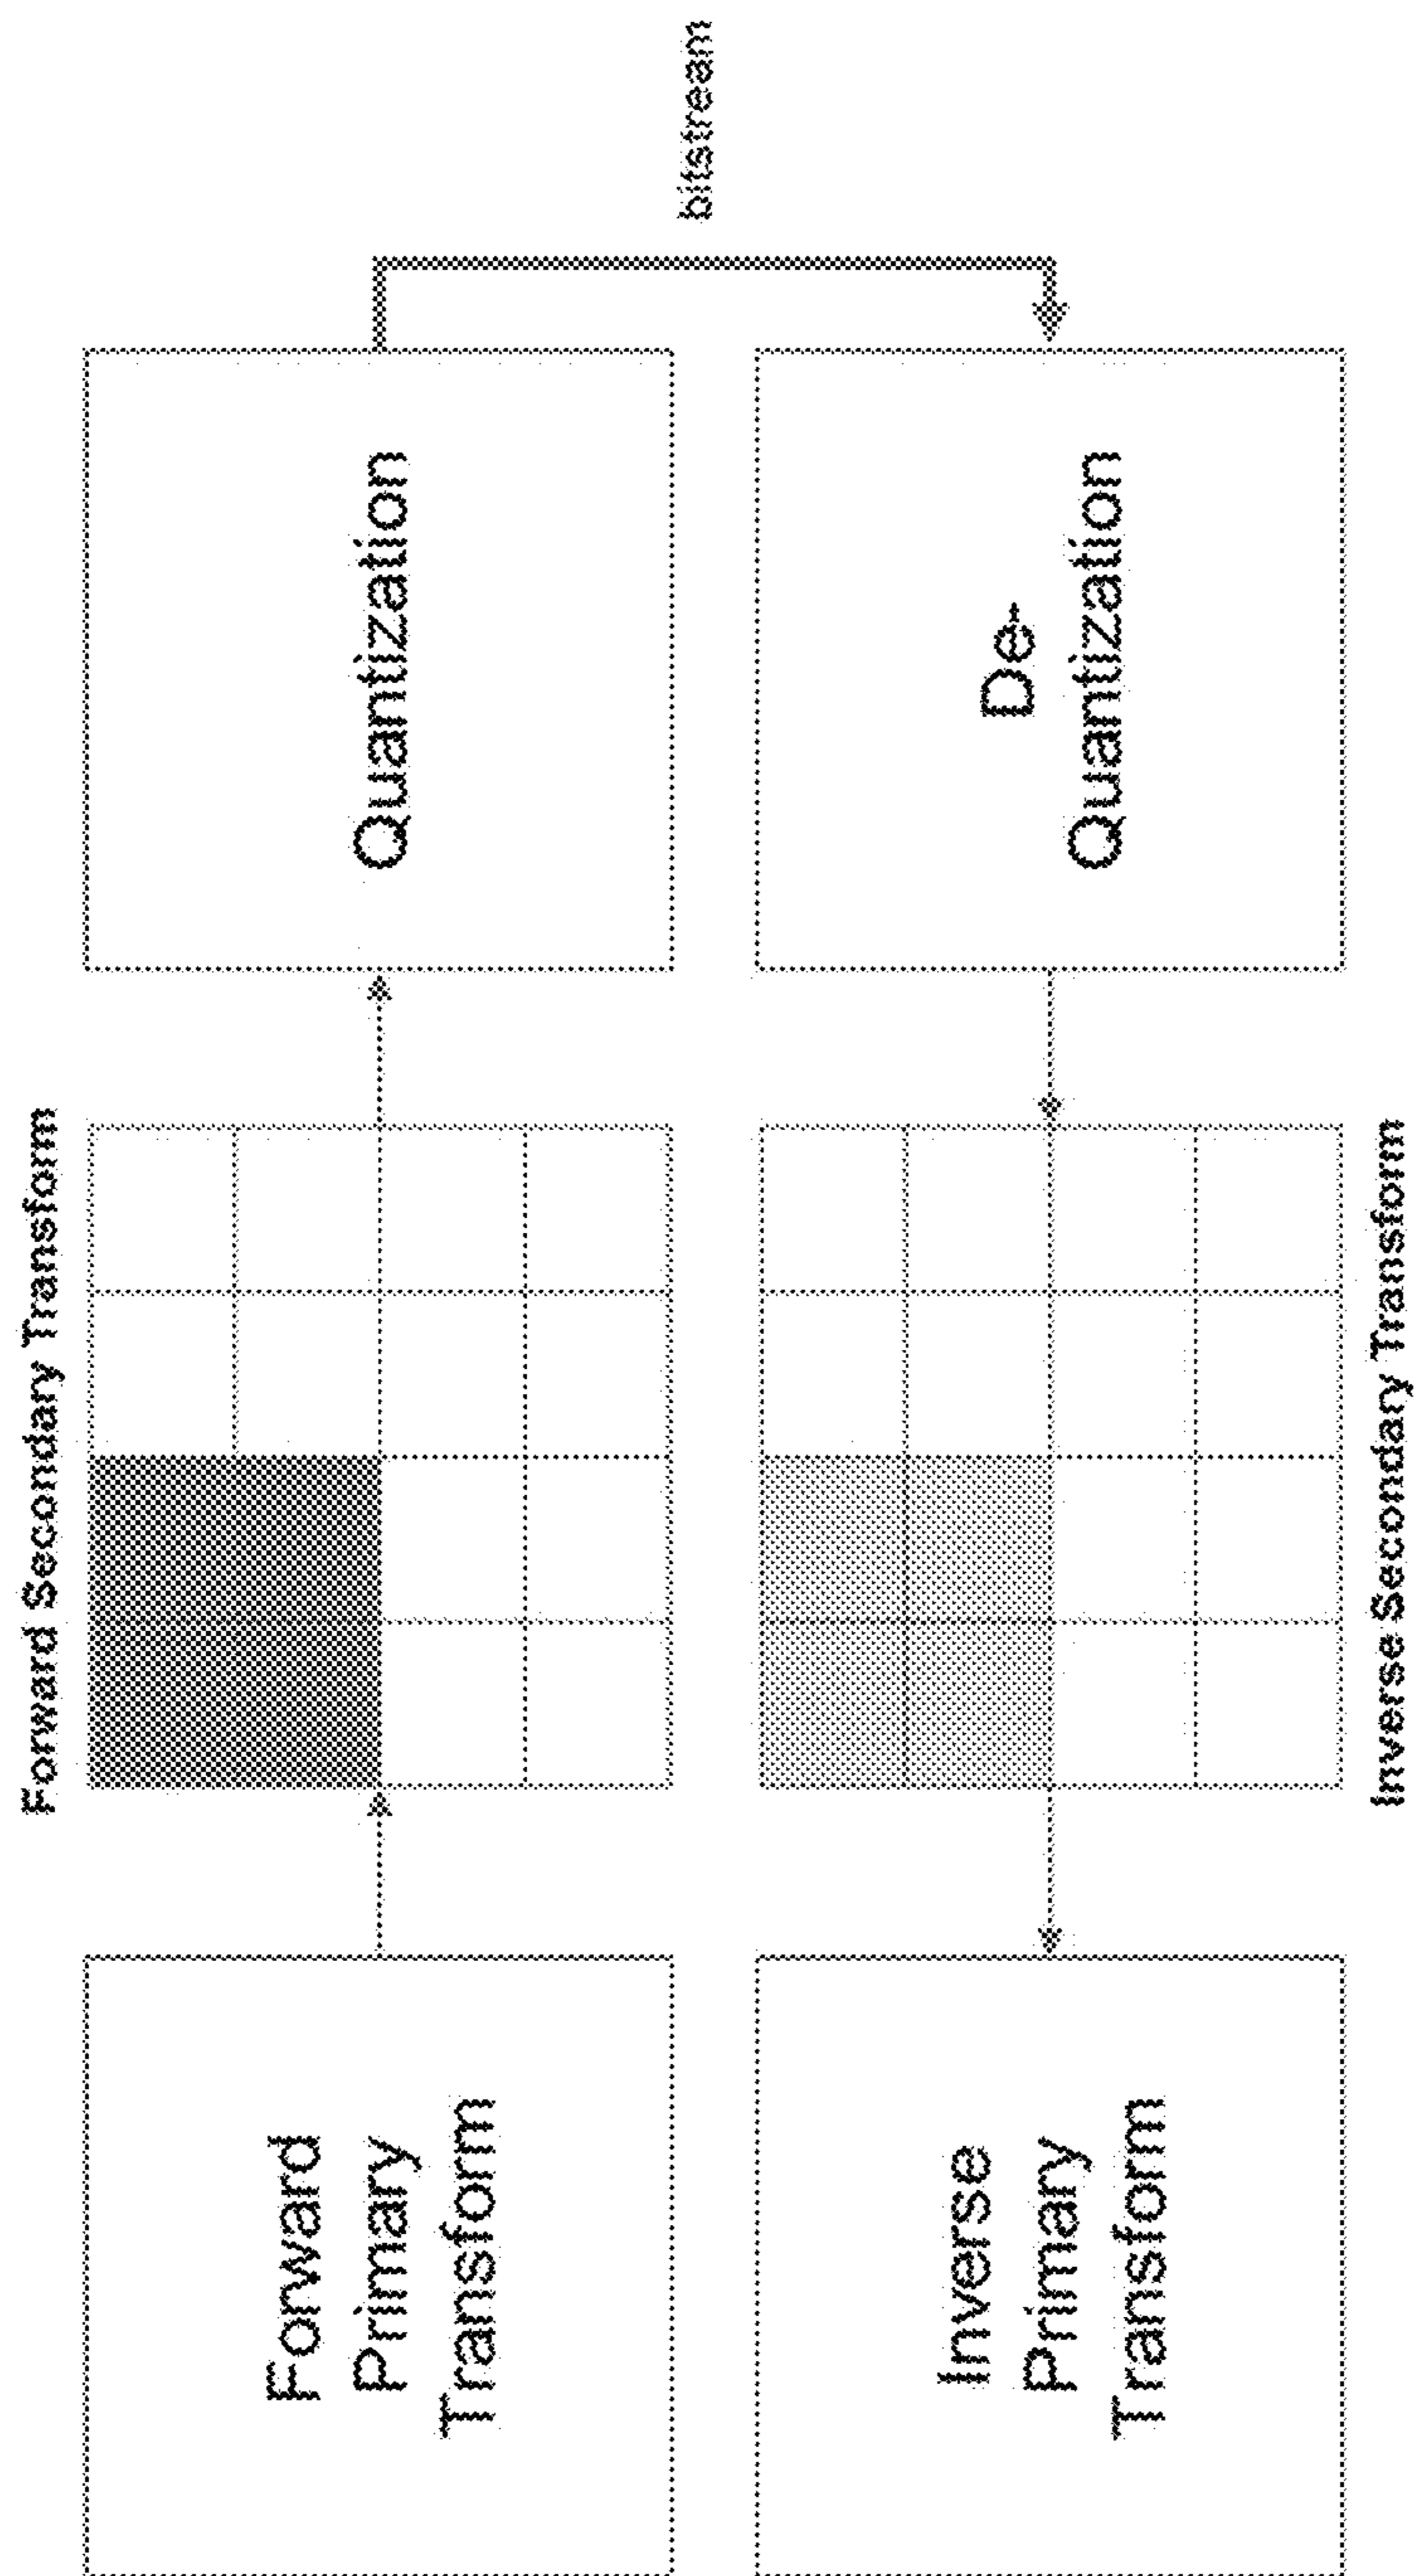 Forward Secondary Transform
Forward
Primary
Transform
Quantization
bitstream
Inverse
Primary
Transform
De-
Quantization
Inverse Secondary Transform